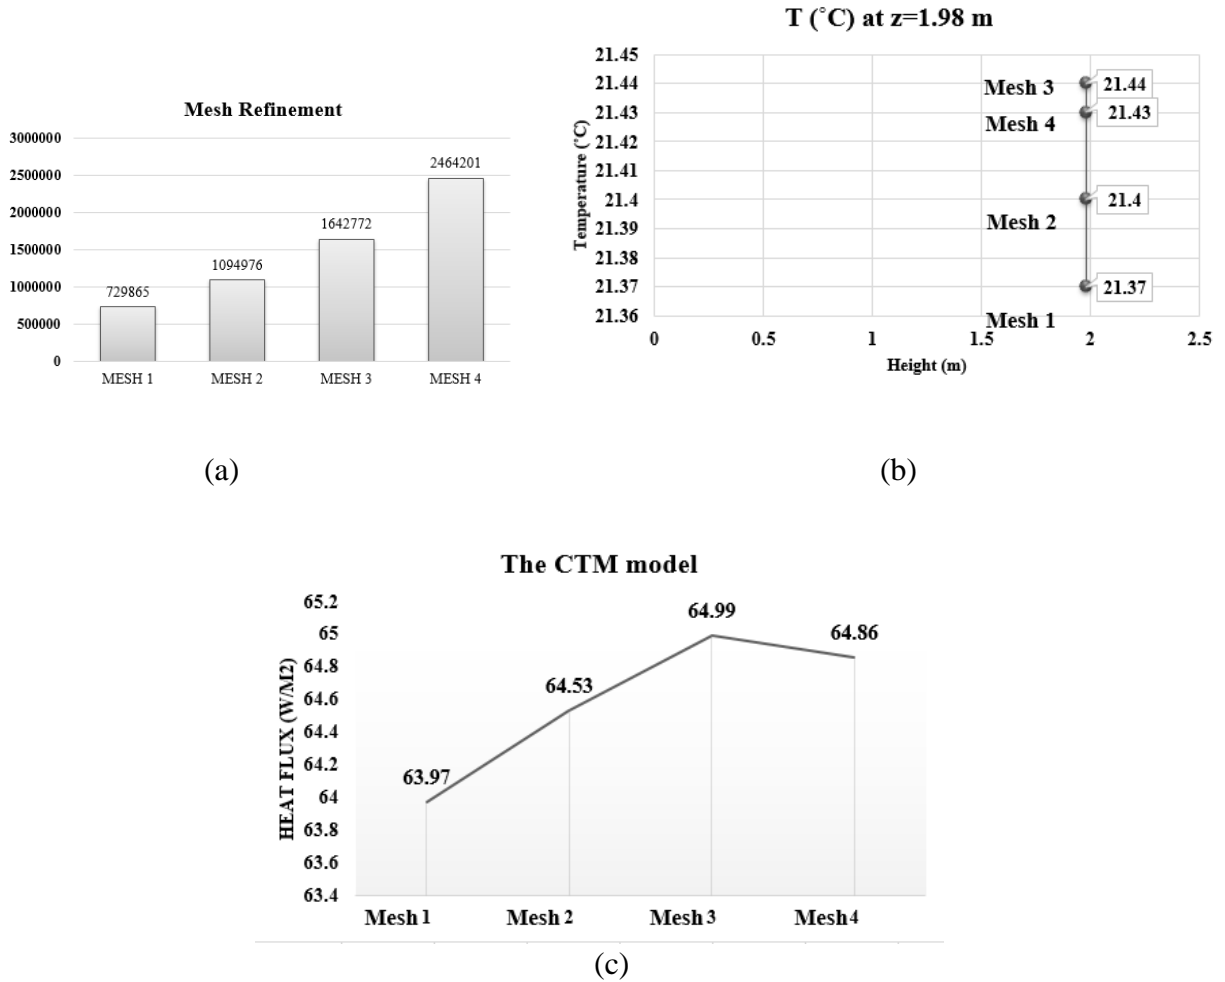 Mesh Refinement
3000000
2500000
2000000
1500000
1000000
500000
0
729865
1094976
1642772
2464201
MESH 1
MESH 2
MESH 3
MESH 4
(a)
T (˚C) at z=1.98 m
Temperature (˚C)
21.45
21.44
21.43
21.42
21.41
21.4
21.39
21.38
21.37
21.36
Mesh 3
21.44
Mesh 4
21.43
Mesh 2
21.4
Mesh 1
21.37
0
0.5
1
1.5
2
2.5
Height (m)
(b)
The CTM model
HEAT FLUX (W/M2)
65.2
65
64.8
64.6
64.4
64.2
64
63.8
63.6
63.4
63.97
64.53
64.99
64.86
Mesh 1
Mesh 2
Mesh 3
Mesh 4
(c)